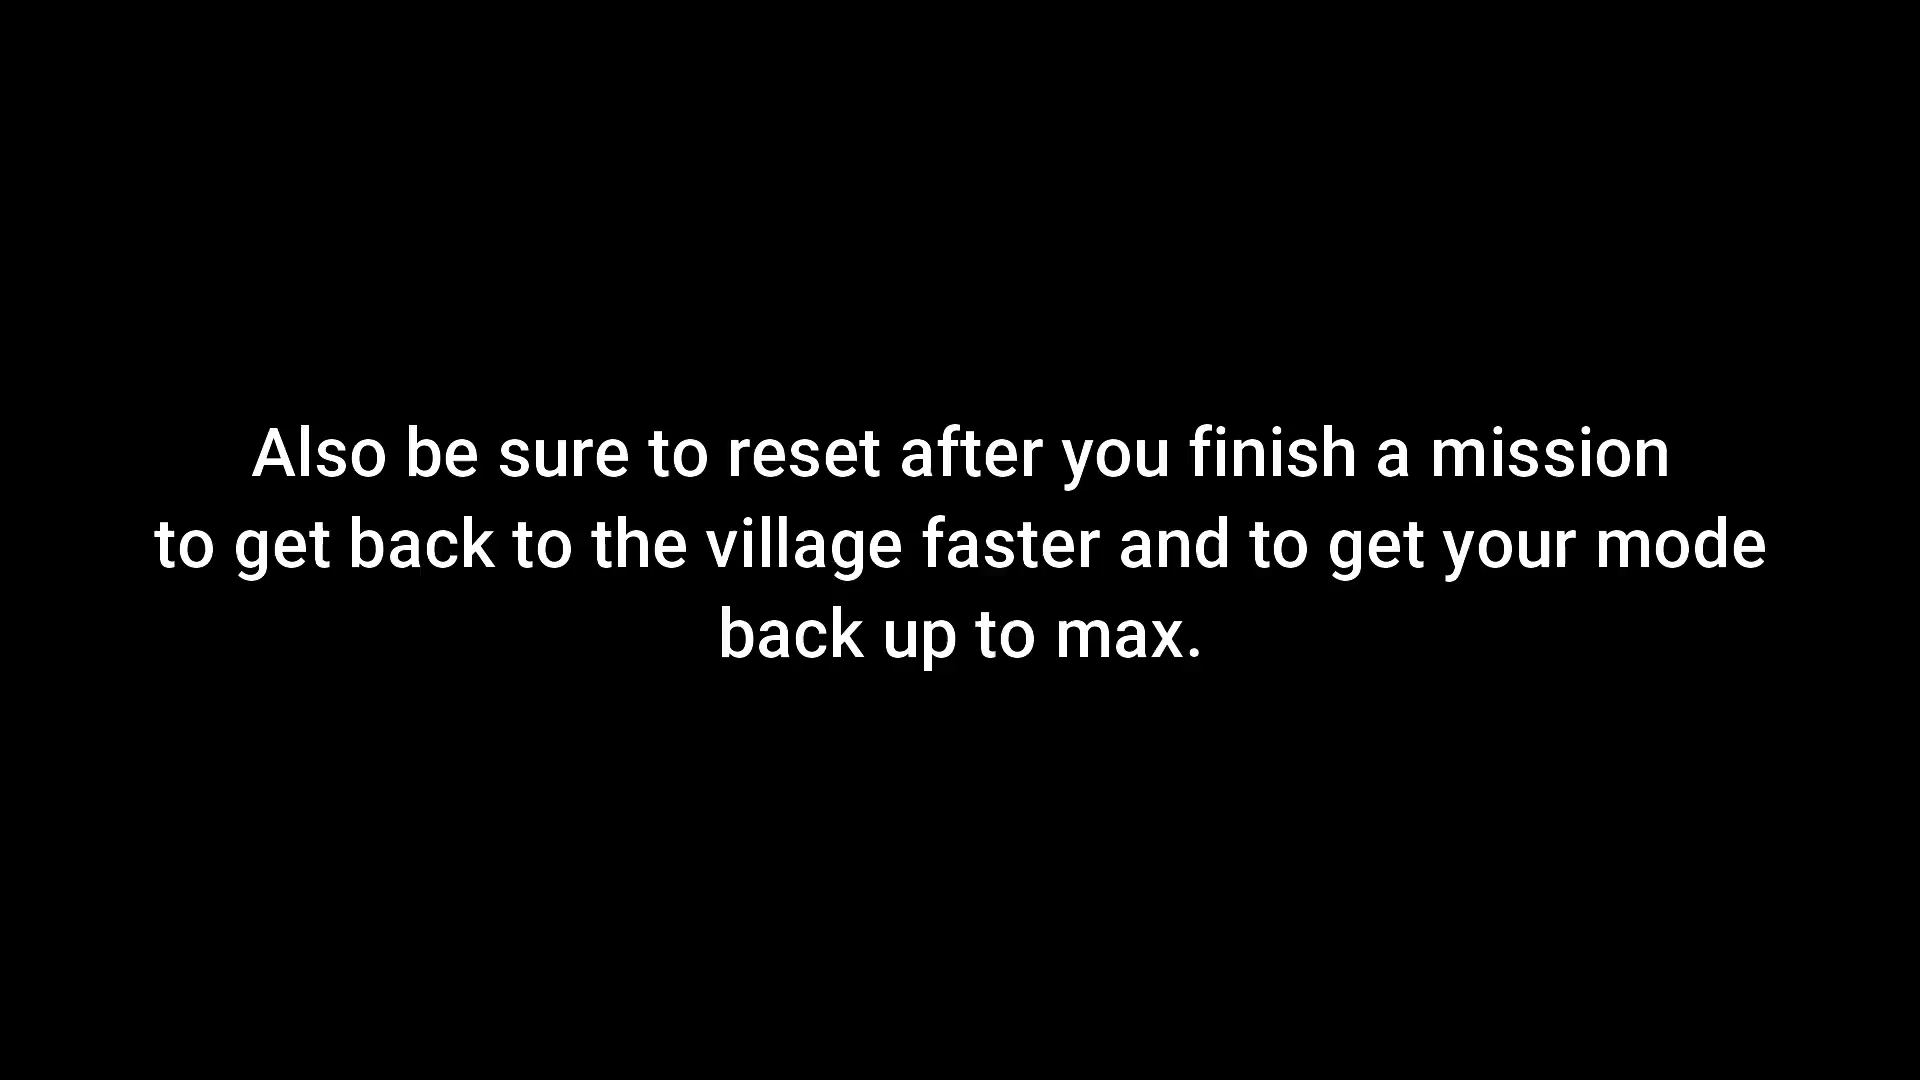 Also be sure to reset after you finish a mission
to get back to the village faster and to get your mode
back up to max.